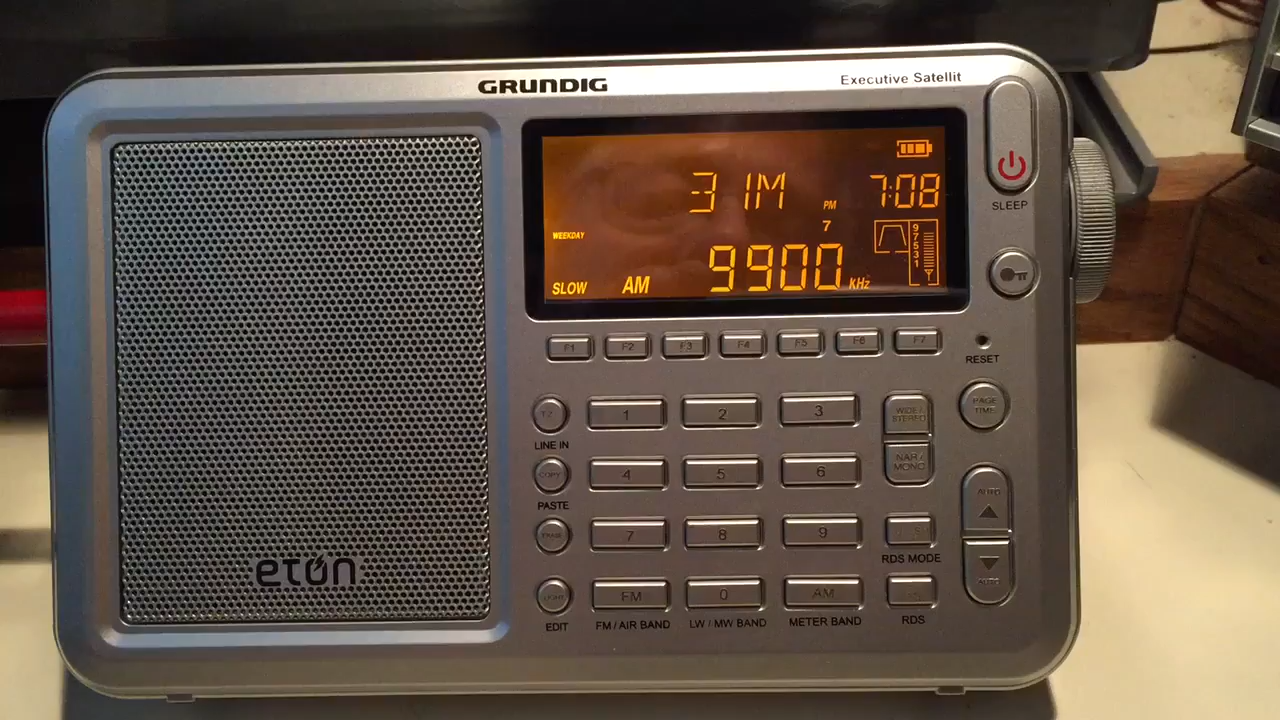 GRUNDIG
Executive Satellit
31M PM 7:08
7
WEEKDAY
9
7
5
3
1
SLOW AM 9900 KHz
SLEEP
F1 F2 F3 F4 F5 F6 F7
RESET
1 2 3
WIDE/
STEREO
PAGE
TIME
LINE IN
NAR/
MONO
COPY 4 5 6
PASTE
AUTO
7 8 9
RDS MODE
AUTO
etón
FM 0 AM
EDIT FM / AIR BAND LW / MW BAND METER BAND RDS